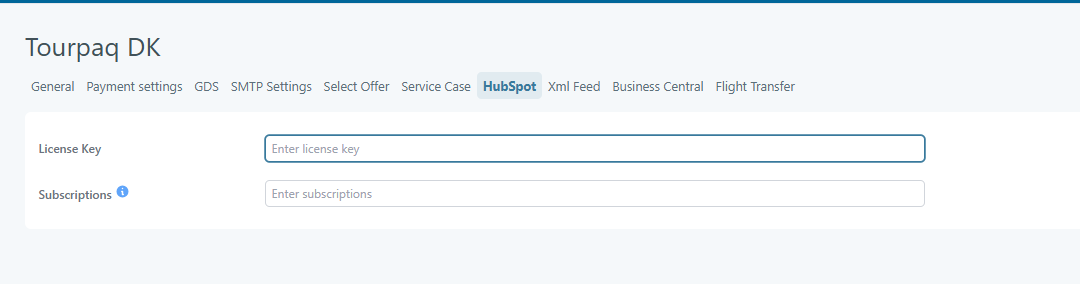 Tourpaq DK
General Payment settings GDS SMTP Settings Select Offer Service Case HubSpot Xml Feed Business Central Flight Transfer
License Key Enter license key
Subscriptions i Enter subscriptions